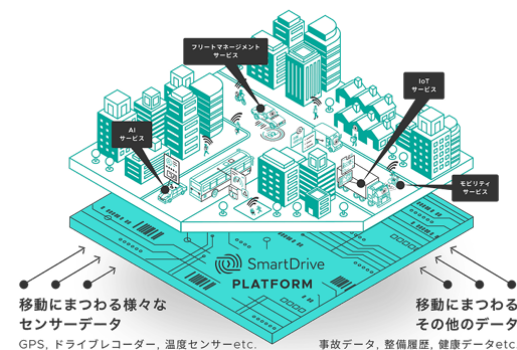 フリートマネージメント
サービス
IoT
サービス
AI
サービス
モビリティ
サービス
SmartDrive
PLATFORM
移動にまつわる様々な
センサーデータ
GPS, ドライブレコーダー, 温度センサーetc.
移動にまつわる
その他のデータ
事故データ, 整備履歴, 健康データetc